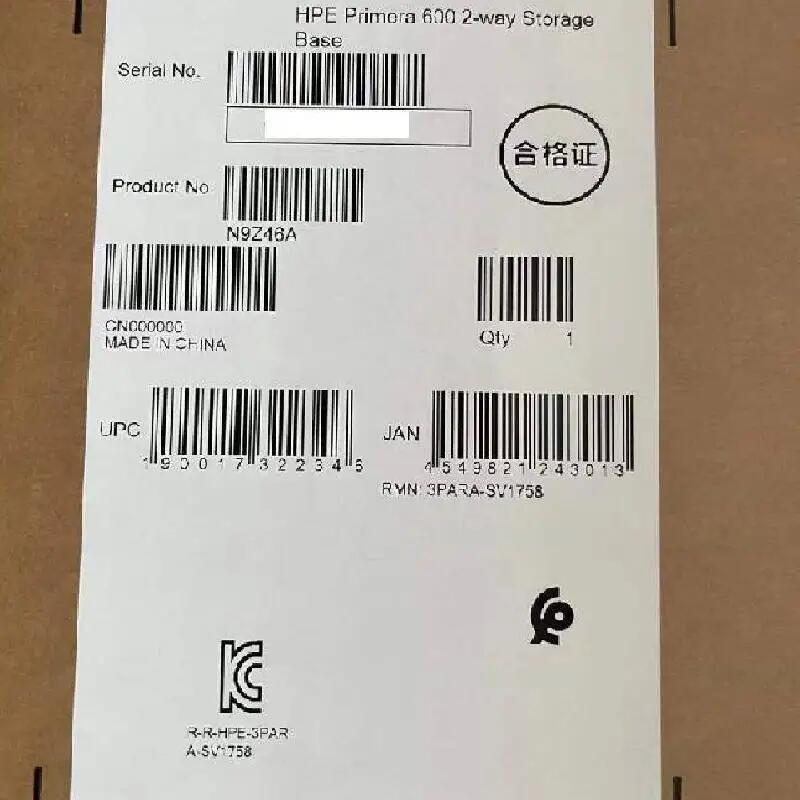 HPE Primera 600 2-way Storage
Base
Serial No.
合格证
Product No
N9Z46A
CN000000
MADE IN CHINA
Qty 1
UPC
190017322346
JAN
4549821243013
RMN: 3PARA-SV1758
R-R-HPE-3PAR
A-SV1758